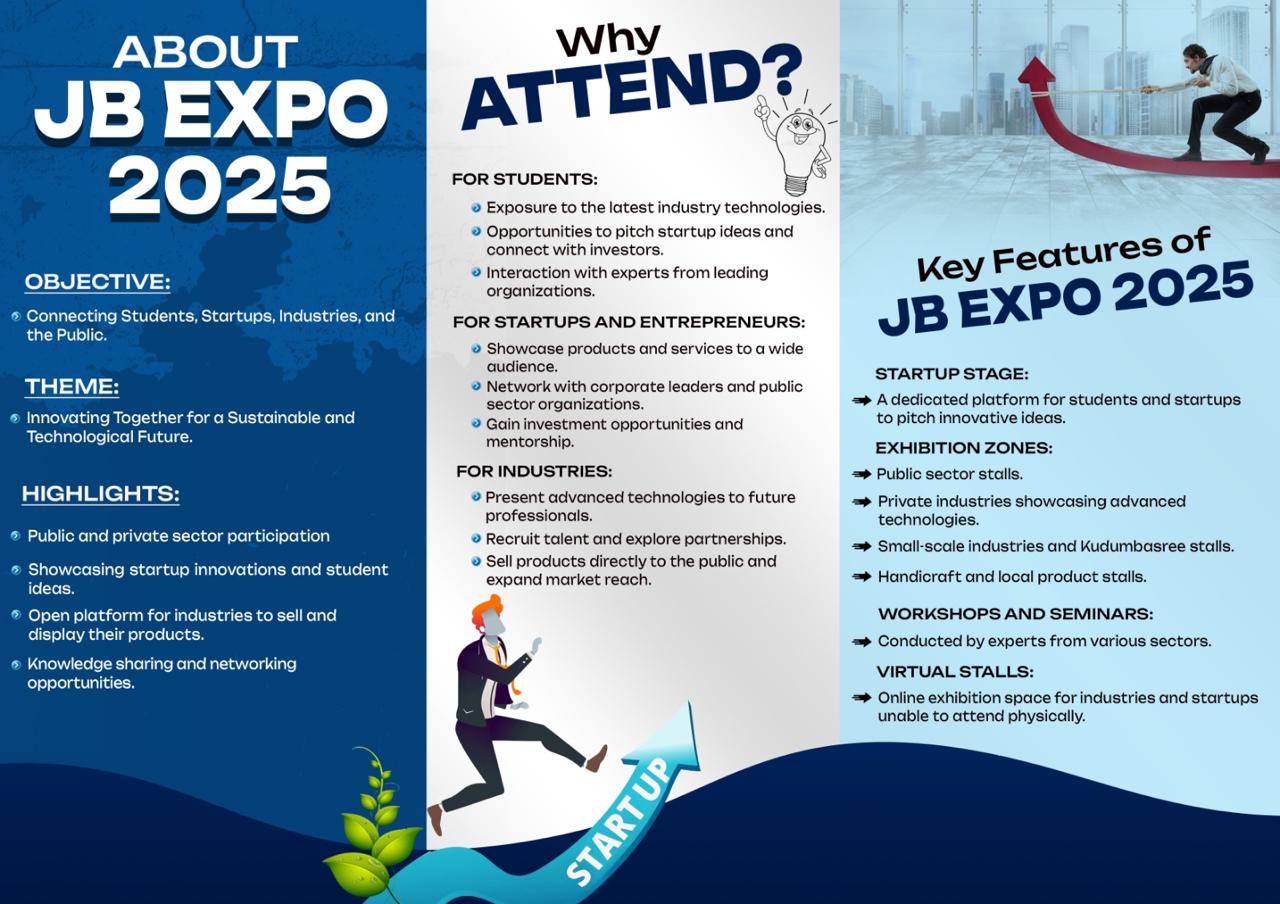 ABOUT
JB EXPO
2025
OBJECTIVE:
Connecting Students, Startups, Industries, and
the Public.
THEME:
Innovating Together for a Sustainable and
Technological Future.
HIGHLIGHTS:
Public and private sector participation
Showcasing startup innovations and student
ideas.
Open platform for industries to sell and
display their products.
Knowledge sharing and networking
opportunities.
Why
ATTEND?
FOR STUDENTS:
Exposure to the latest industry technologies.
Opportunities to pitch startup ideas and
connect with investors.
Interaction with experts from leading
organizations.
FOR STARTUPS AND ENTREPRENEURS:
Showcase products and services to a wide
audience.
Network with corporate leaders and public
sector organizations.
Gain investment opportunities and
mentorship.
FOR INDUSTRIES:
Present advanced technologies to future
professionals.
Recruit talent and explore partnerships.
Sell products directly to the public and
expand market reach.
START UP
Key Features of
JB EXPO 2025
STARTUP STAGE:
A dedicated platform for students and startups
to pitch innovative ideas.
EXHIBITION ZONES:
Public sector stalls.
Private industries showcasing advanced
technologies.
Small-scale industries and Kudumbasree stalls.
Handicraft and local product stalls.
WORKSHOPS AND SEMINARS:
Conducted by experts from various sectors.
VIRTUAL STALLS:
Online exhibition space for industries and startups
unable to attend physically.